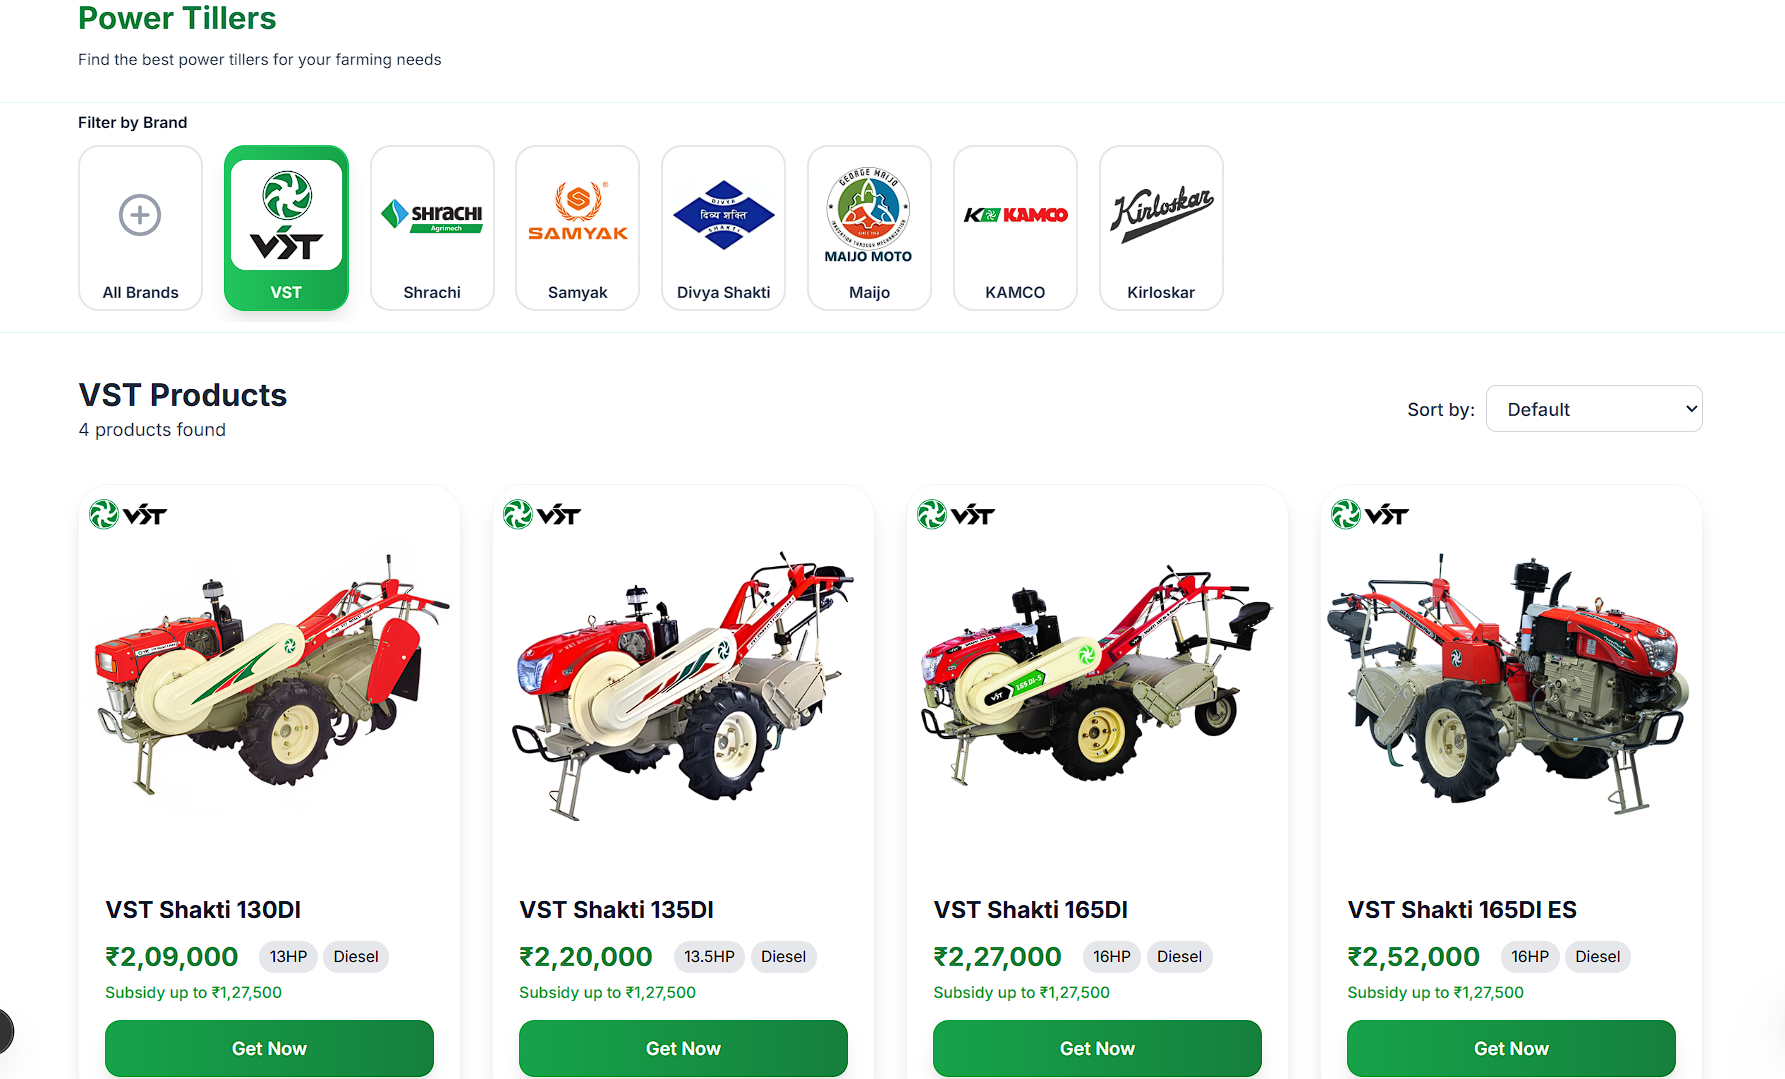 Power Tillers
Find the best power tillers for your farming needs
Filter by Brand
All Brands
VST
VST
SHRACHI
Agrimech
Shrachi
SAMYAK
Samyak
DIVYA
दिव्य शक्ति
SHAKTI
Divya Shakti
GEORGE MAIJO
INNOVATION THROUGH MECHANIZATION
MAIJO MOTO
Maijo
KAMCO
KAMCO
Kirloskar
Kirloskar
VST Products
4 products found
Sort by:
Default
VST
VST
VST
VST
165 DI-S
VST
VST Shakti 130DI
₹2,09,000
13HP
Diesel
Subsidy up to ₹1,27,500
Get Now
VST Shakti 135DI
₹2,20,000
13.5HP
Diesel
Subsidy up to ₹1,27,500
Get Now
VST Shakti 165DI
₹2,27,000
16HP
Diesel
Subsidy up to ₹1,27,500
Get Now
VST Shakti 165DI ES
₹2,52,000
16HP
Diesel
Subsidy up to ₹1,27,500
Get Now